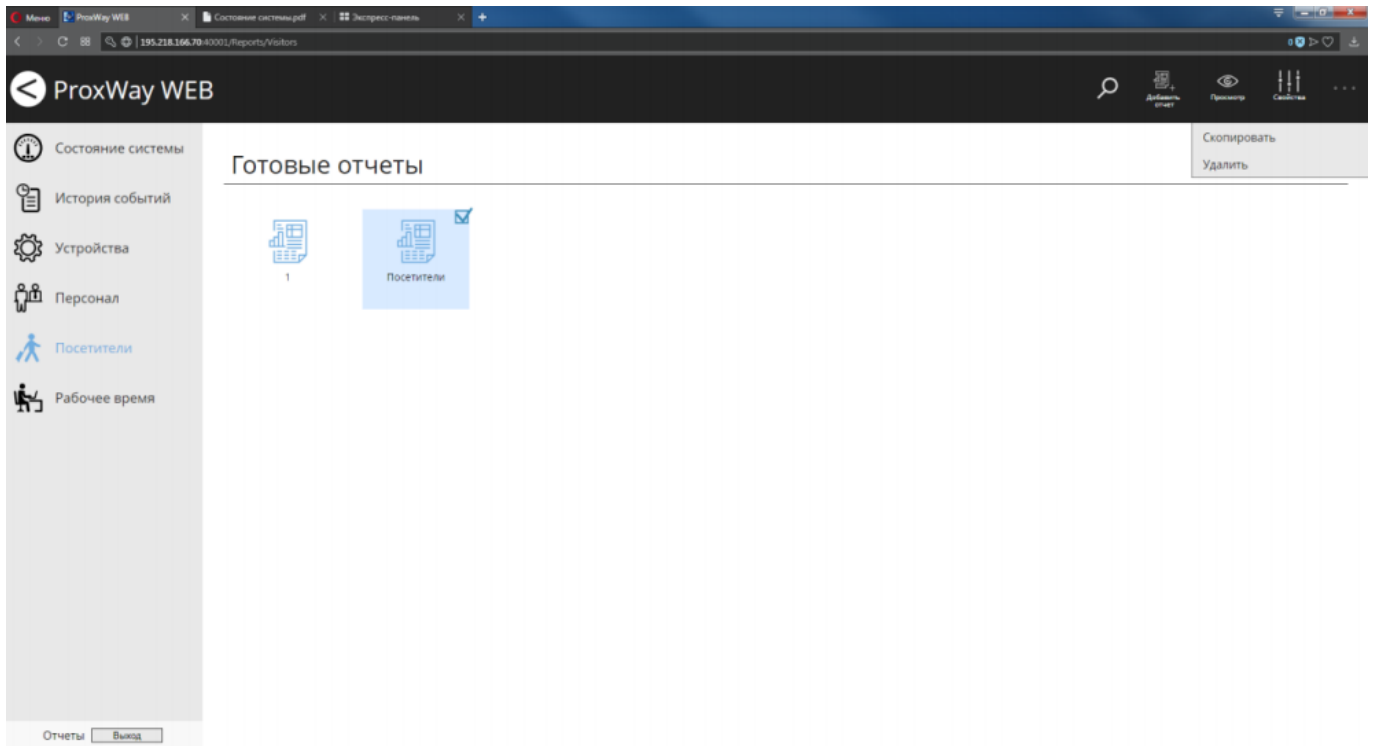 Меню
ProxWay WEB
Состояние системы.pdf
Экспресс-панель
195.218.166.70:40001/Reports/Visitors
0
ProxWay WEB
Добавить
отчет
Просмотр
Свойства
Скопировать
Удалить
Состояние системы
История событий
Устройства
Персонал
Посетители
Рабочее время
Готовые отчеты
1
Посетители
Отчеты
Выход